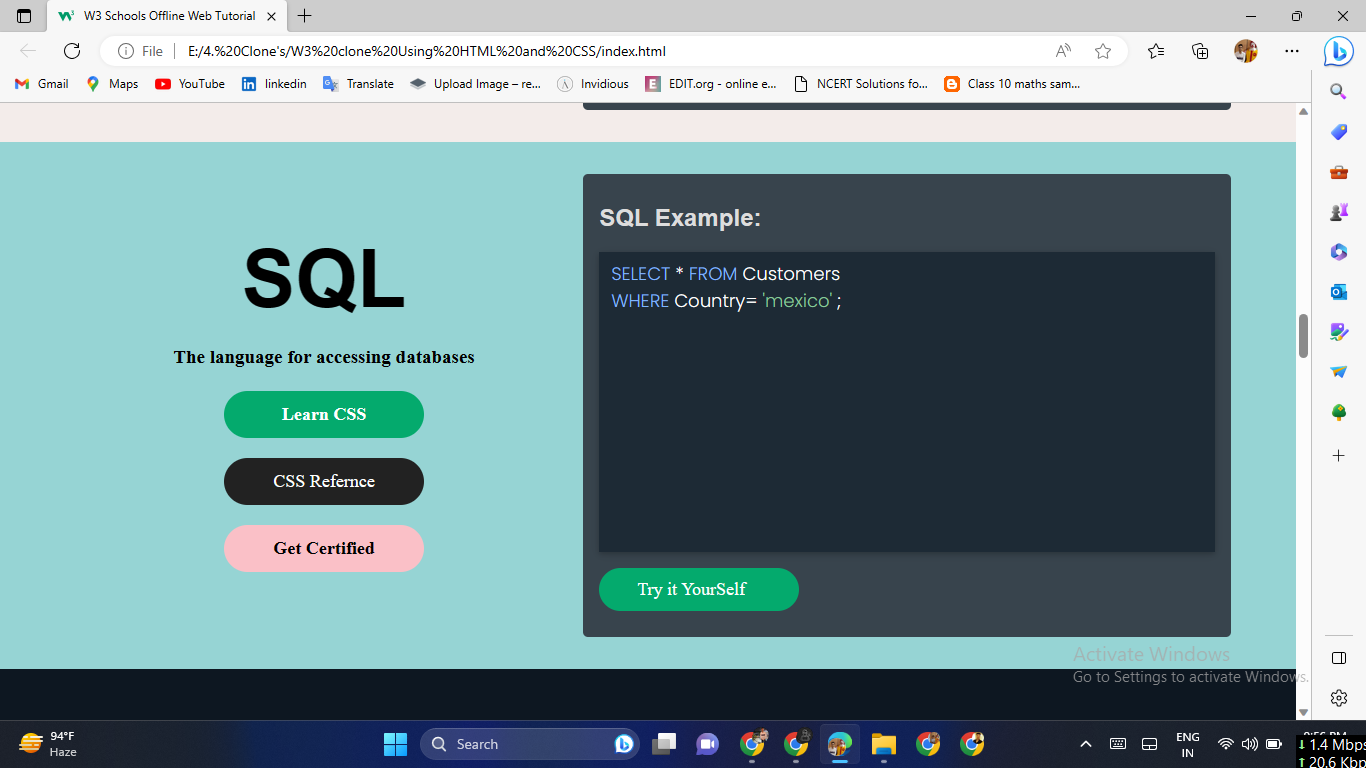 W3 Schools Offline Web Tutorial
File
E:/4.%20Clone's/W3%20clone%20Using%20HTML%20and%20CSS/index.html
Gmail
Maps
YouTube
linkedin
Translate
Upload Image – re...
Invidious
EDIT.org - online e...
NCERT Solutions fo...
Class 10 maths sam...
SQL
The language for accessing databases
Learn CSS
CSS Refernce
Get Certified
SQL Example:
SELECT * FROM Customers
WHERE Country= 'mexico' ;
Try it YourSelf
Activate Windows
Go to Settings to activate Windows.
94°F
Haze
Search
ENG
IN
↓ 1.4 Mbps
↑ 20.6 Kbp